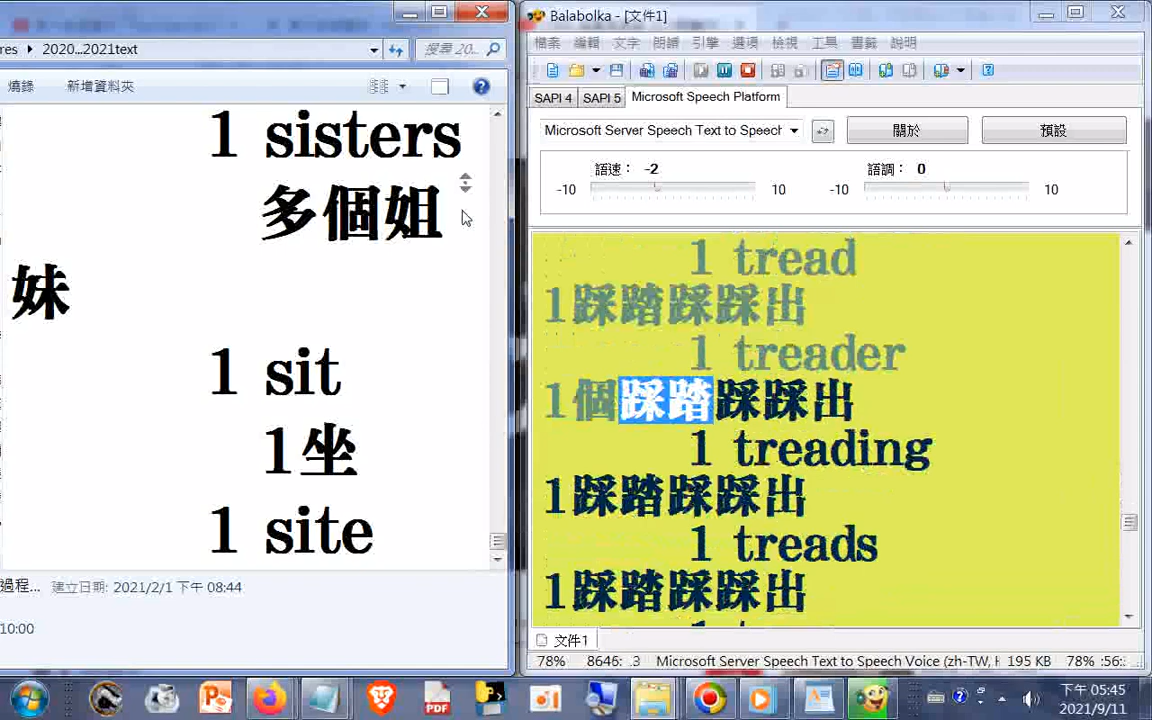 res ▸ 2020...2021text
搜尋 20...
燒錄
新增資料夾
1 sisters
多個姐
妹
1 sit
1坐
1 site
過程... 建立日期: 2021/2/1 下午 08:44
10:00
Balabolka - [文件1]
檔案 編輯 文字 朗誦 引擎 選項 檢視 工具 書籤 說明
SAPI 4 SAPI 5 Microsoft Speech Platform
Microsoft Server Speech Text to Speech
關於
預設
語速： -2
語調： 0
-10 10 -10 10
1 tread
1踩踏踩踩出
1 treader
1個踩踏踩踩出
1 treading
1踩踏踩踩出
1 treads
1踩踏踩踩出
文件1
78% 8646: .3 Microsoft Server Speech Text to Speech Voice (zh-TW, H 195 KB 78% :56:
PDF
下午 05:45
2021/9/11